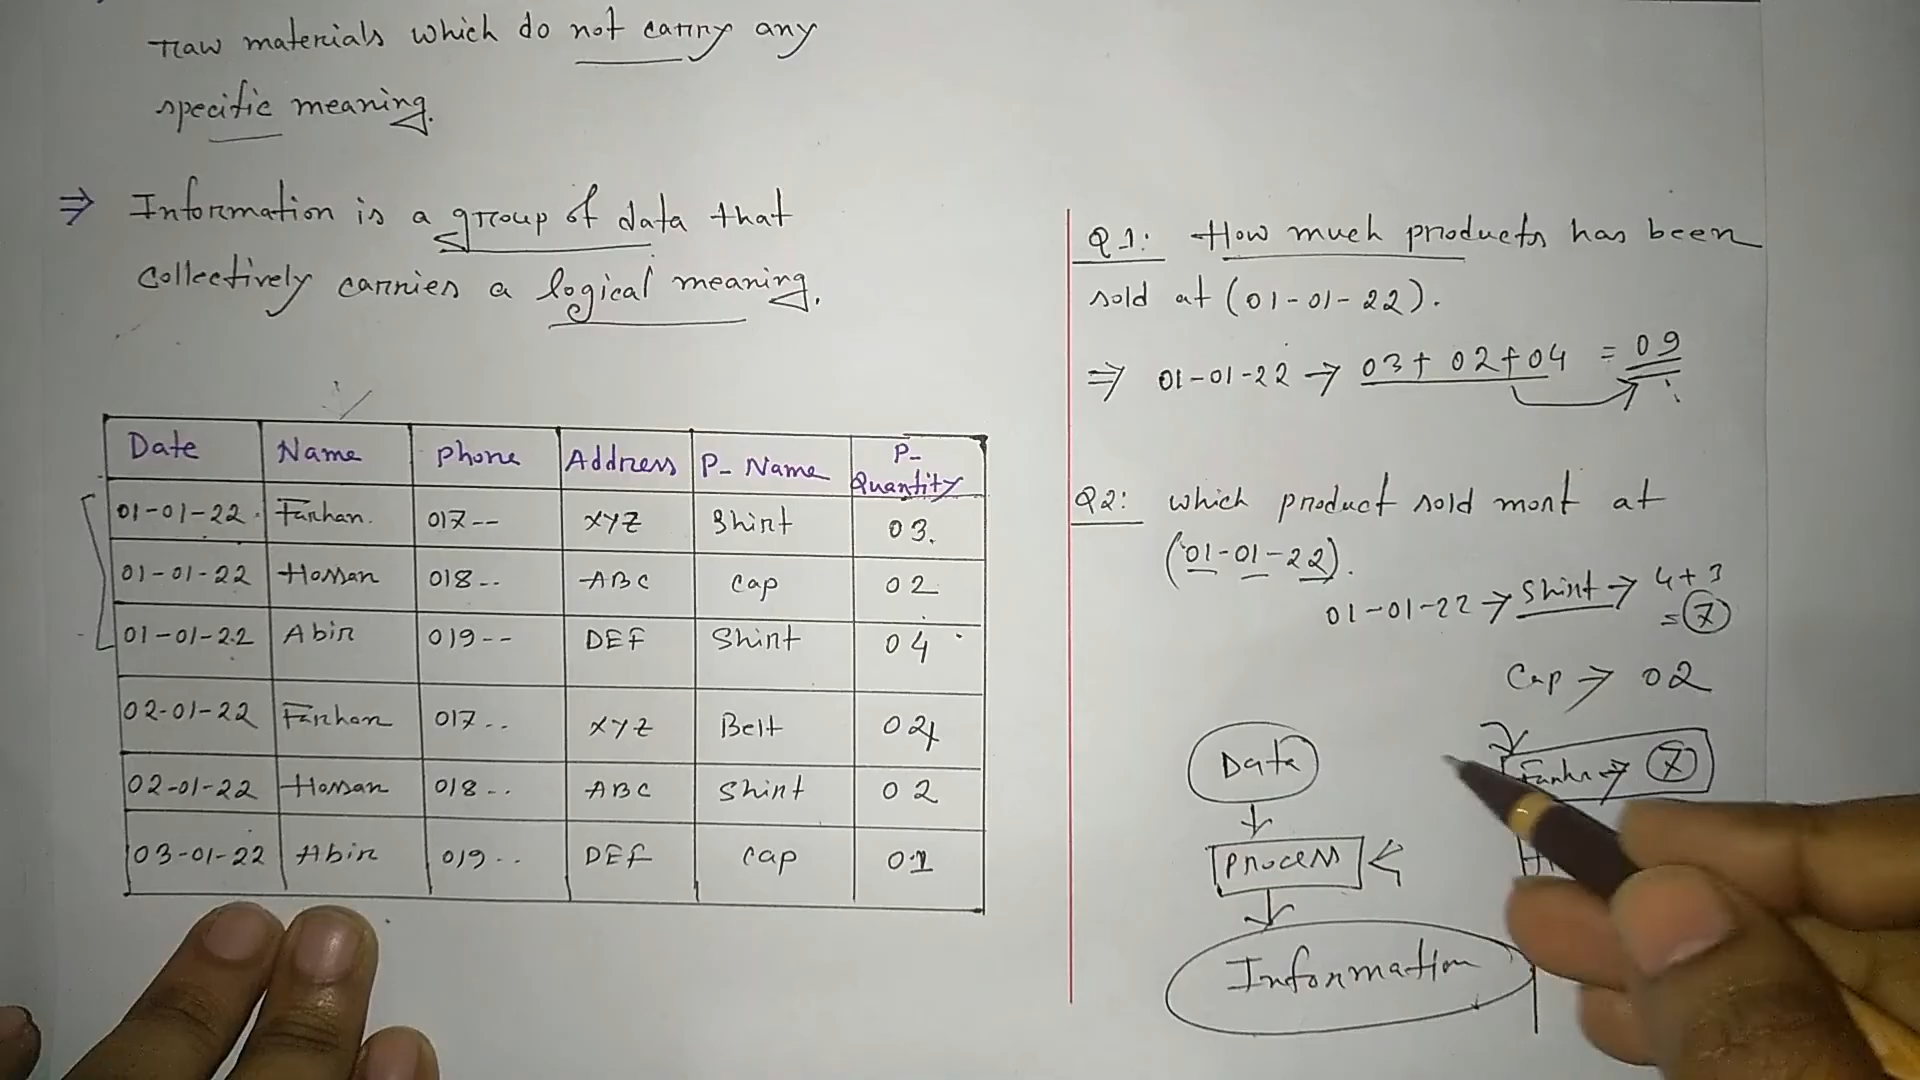 raw materials which do not carry any
specific meaning.
⇒ Information is a group of data that
collectively carries a logical meaning.
Date Name Phone Address P- Name P- Quantity
01-01-22 Farhan 017-- XYZ Shirt 03
01-01-22 Hossan 018-- ABC Cap 02
01-01-22 Abir 019-- DEF Shirt 04
02-01-22 Farhan 017-- XYZ Belt 04
02-01-22 Hossan 018-- ABC Shirt 02
03-01-22 Abir 019-- DEF Cap 01
Q1: How much products has been
sold at (01-01-22).
⇒ 01-01-22 → 03+ 02+04 = 09
Q2: which product sold most at
(01-01-22).
01-01-22 → Shirt → 4+3
= 7
Cap → 02
Data
Process
Information
→ 7